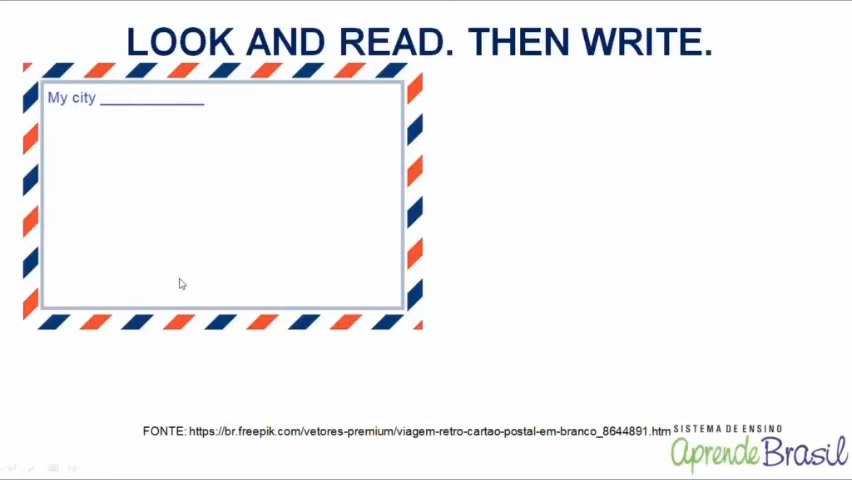 LOOK AND READ. THEN WRITE.
My city _____________
FONTE: https://br.freepik.com/vetores-premium/viagem-retro-cartao-postal-em-branco_8644891.htm
SISTEMA DE ENSINO
Aprende Brasil